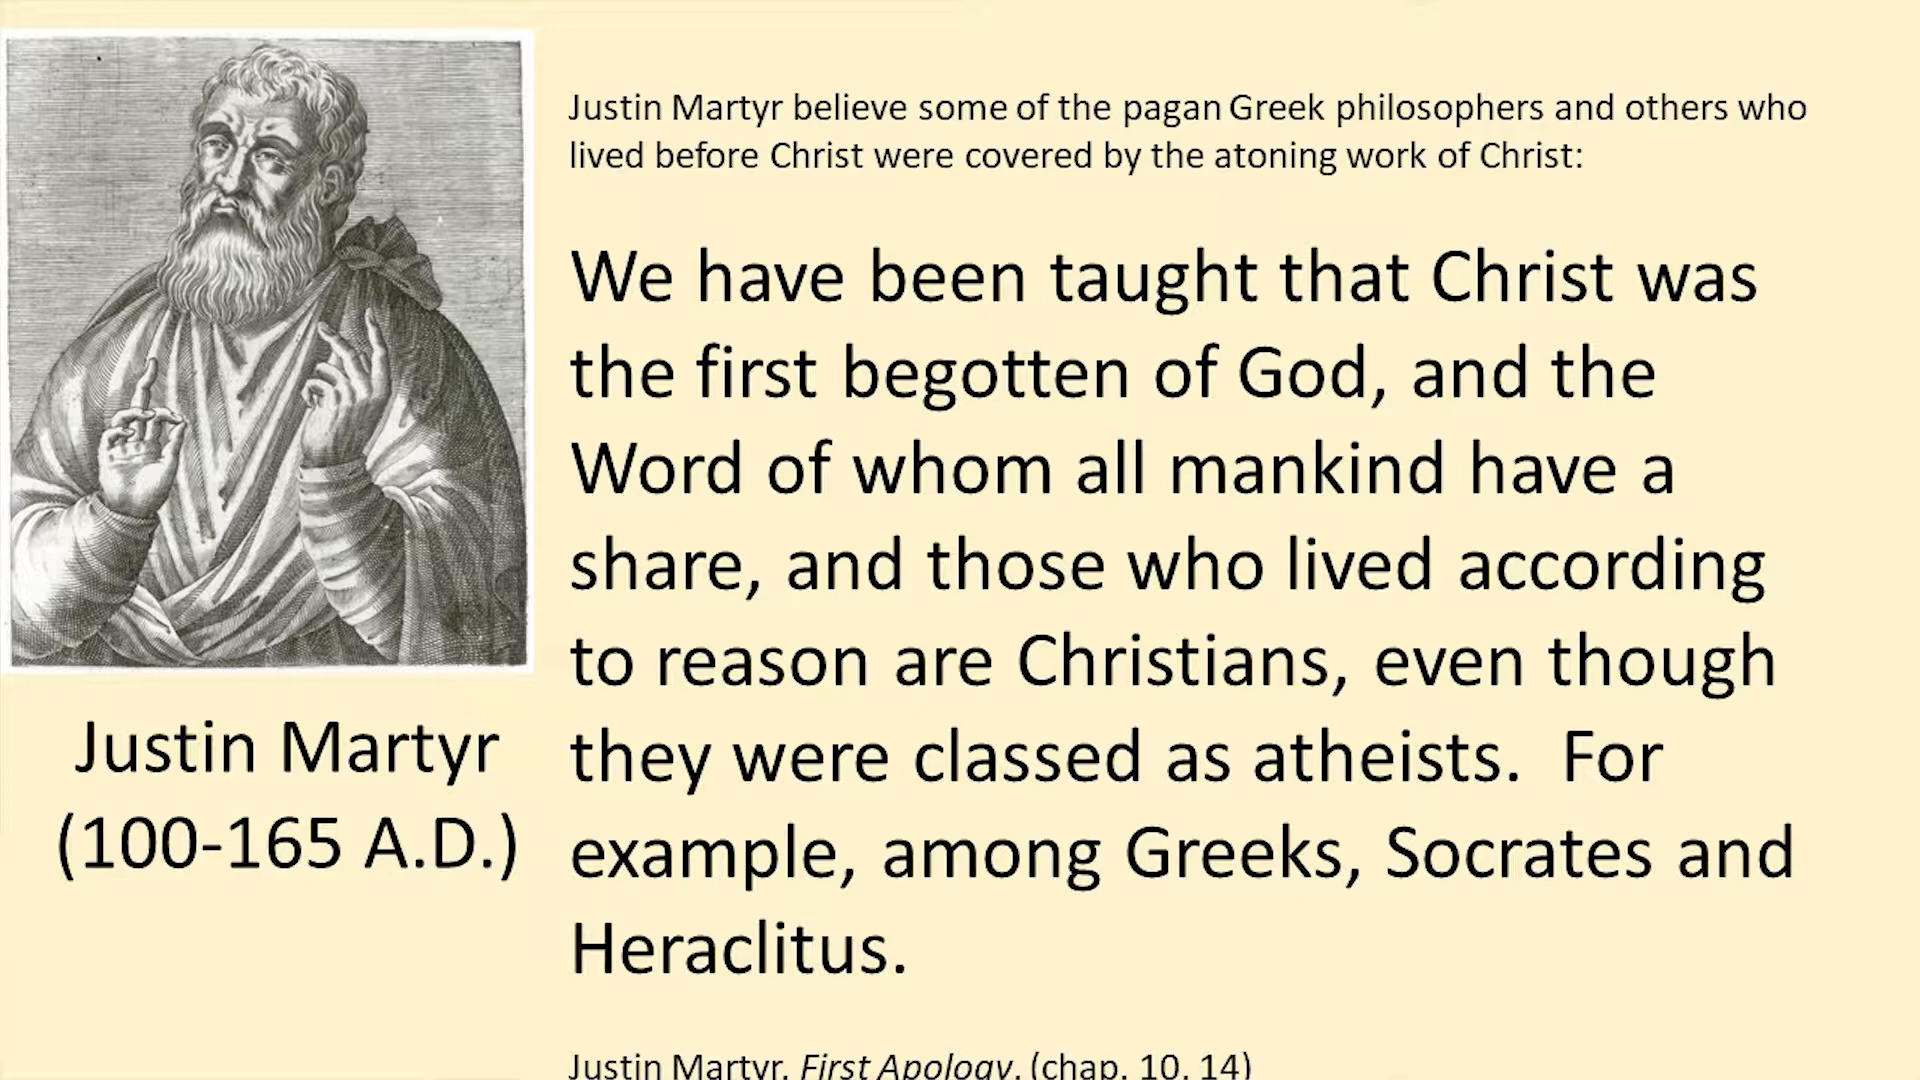 Justin Martyr believe some of the pagan Greek philosophers and others who
lived before Christ were covered by the atoning work of Christ:
We have been taught that Christ was
the first begotten of God, and the
Word of whom all mankind have a
share, and those who lived according
to reason are Christians, even though
they were classed as atheists.  For
example, among Greeks, Socrates and
Heraclitus.
Justin Martyr, First Apology, (chap. 10, 14)
Justin Martyr
(100-165 A.D.)